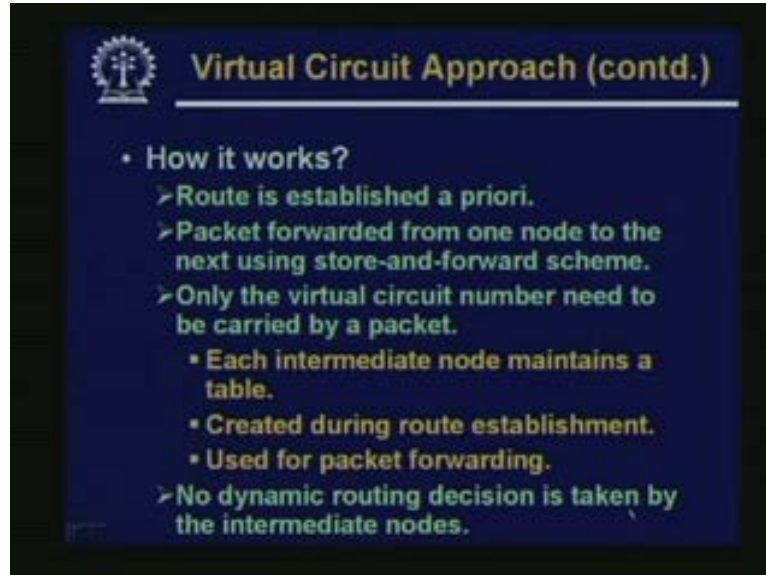 Virtual Circuit Approach (contd.)
• How it works?
➢Route is established a priori.
➢Packet forwarded from one node to the
next using store-and-forward scheme.
➢Only the virtual circuit number need to
be carried by a packet.
▪ Each intermediate node maintains a
table.
▪ Created during route establishment.
▪ Used for packet forwarding.
➢No dynamic routing decision is taken by
the intermediate nodes.